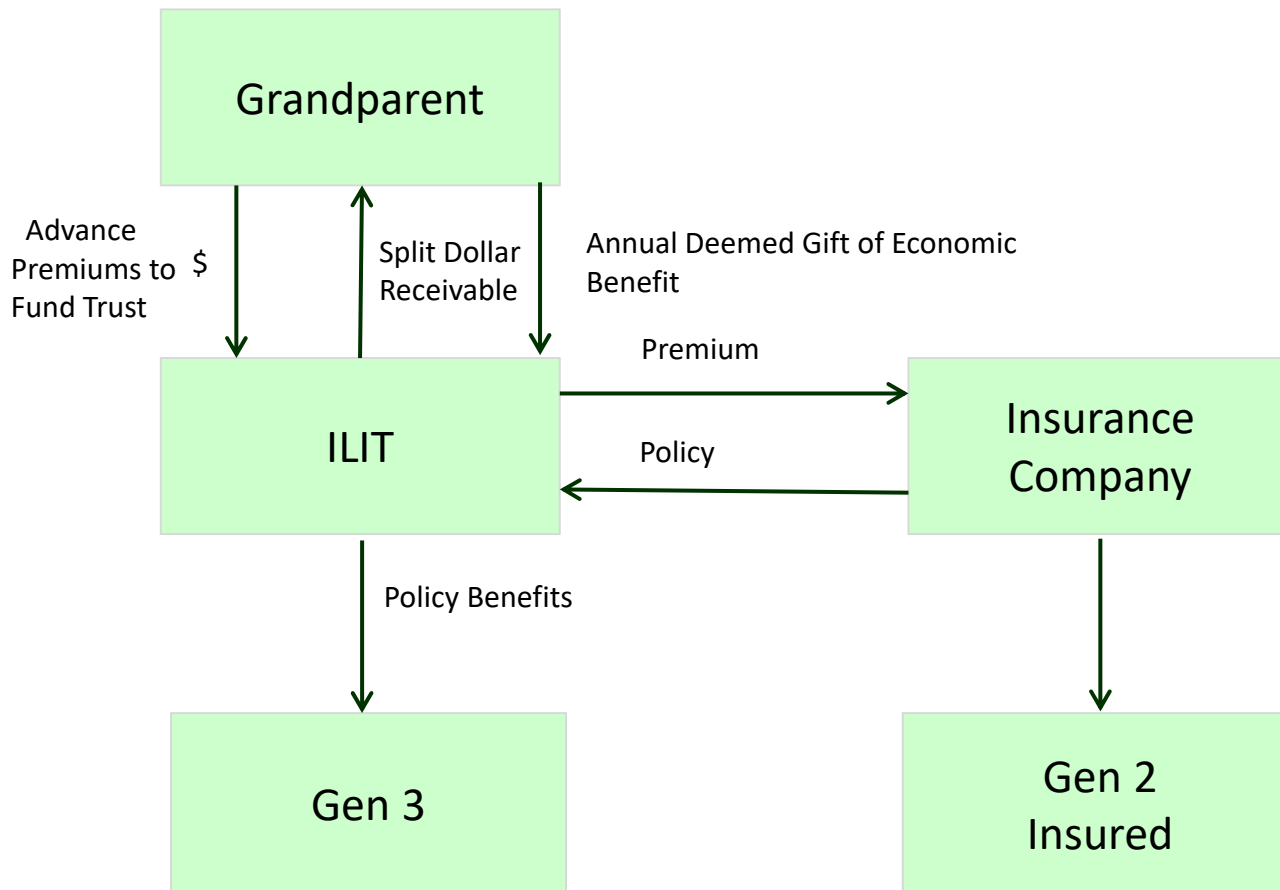 Grandparent
Advance
Premiums to
Fund Trust
$
Split Dollar
Receivable
Annual Deemed Gift of Economic
Benefit
Premium
ILIT
Policy
Insurance
Company
Policy Benefits
Gen 3
Gen 2
Insured